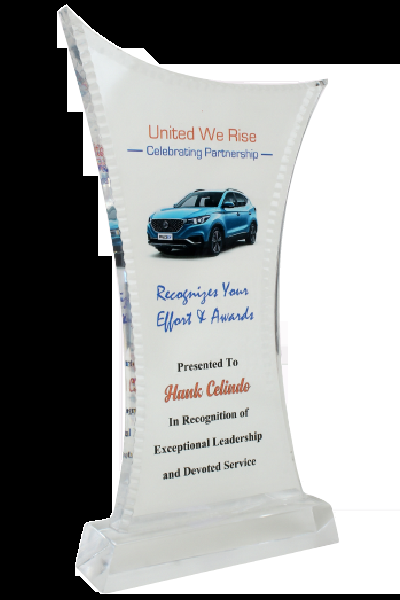 United We Rise
Celebrating Partnership
Recognizes Your
Effort & Awards
Presented To
Hank Celindo
In Recognition of
Exceptional Leadership
and Devoted Service